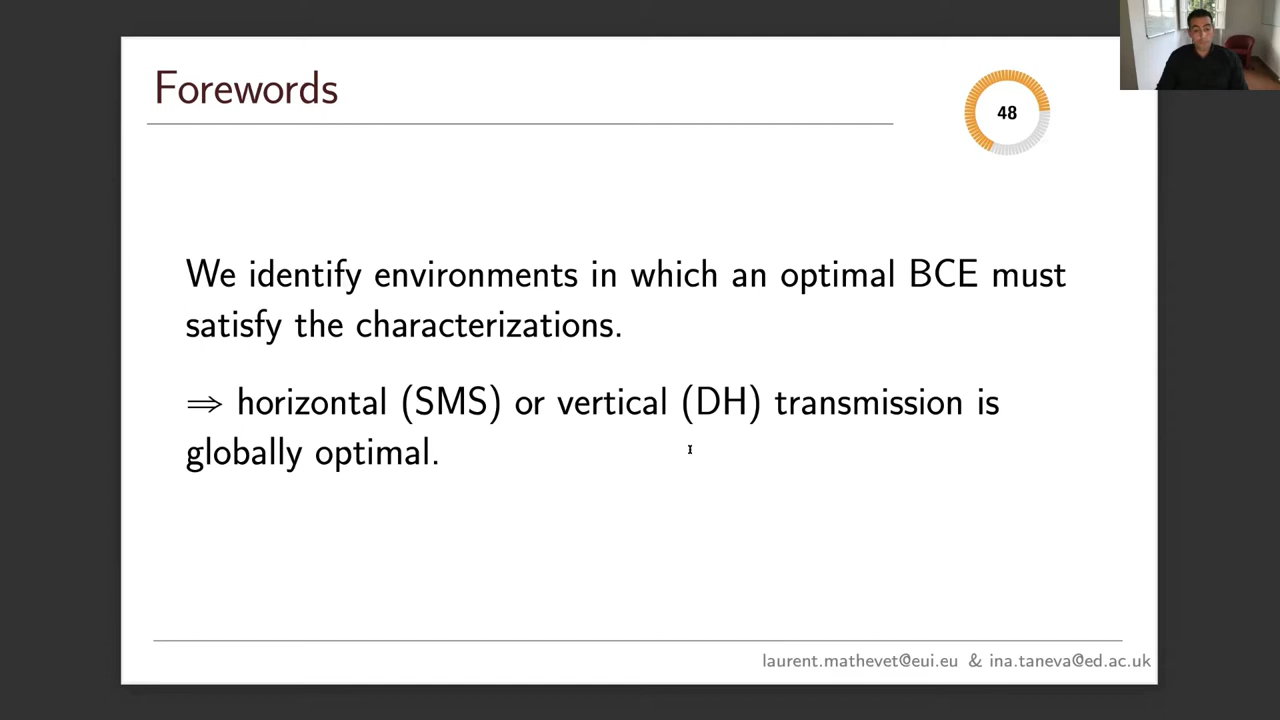 Forewords
48
We identify environments in which an optimal BCE must
satisfy the characterizations.
⇒ horizontal (SMS) or vertical (DH) transmission is
globally optimal.
laurent.mathevet@eui.eu & ina.taneva@ed.ac.uk